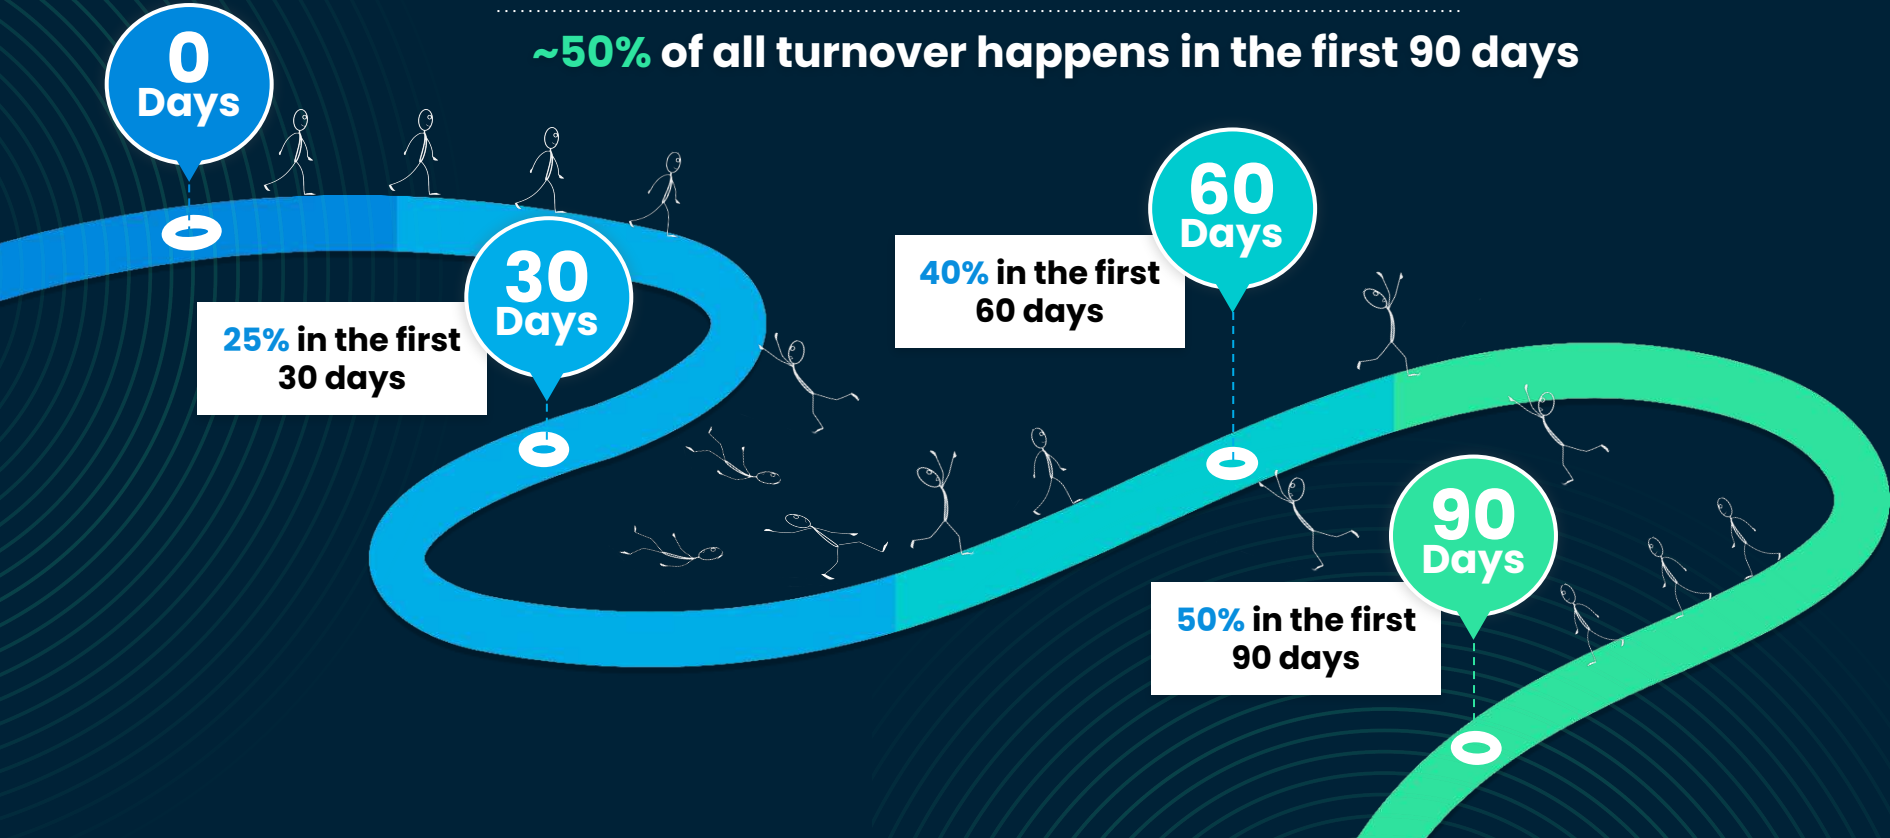 ~50% of all turnover happens in the first 90 days
0
Days
30
Days
25% in the first
30 days
60
Days
40% in the first
60 days
90
Days
50% in the first
90 days